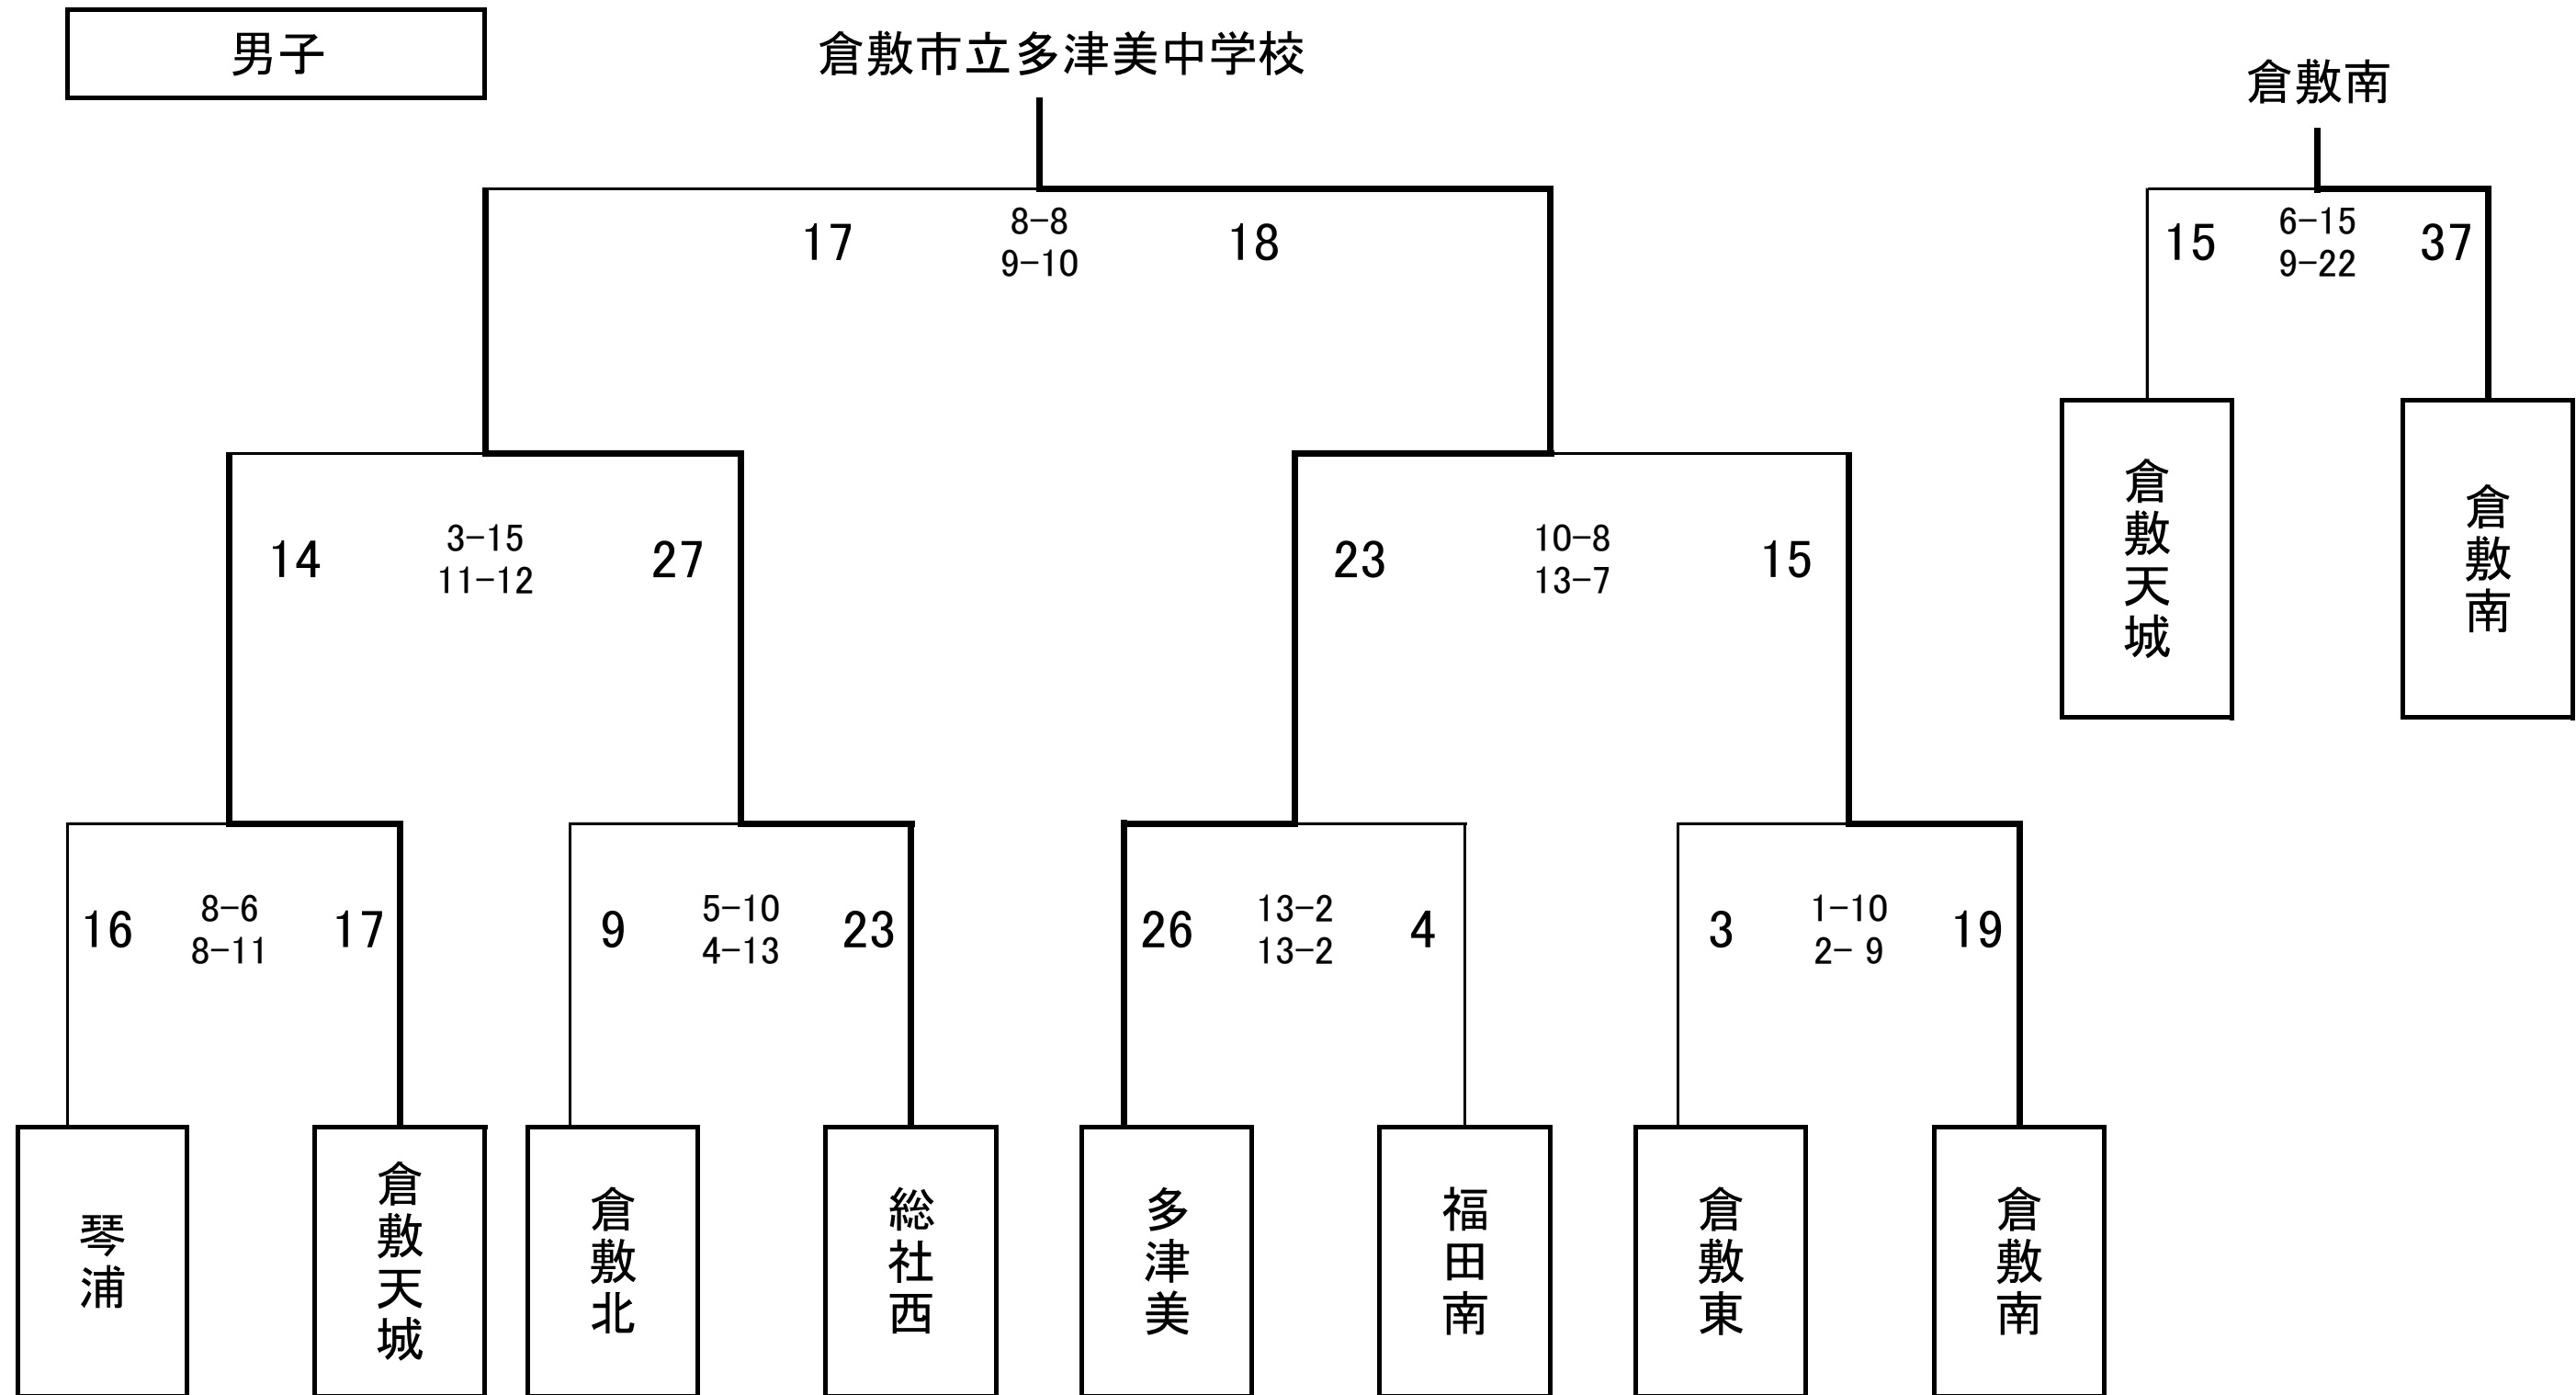 男子
倉敷市立多津美中学校
倉敷南
17
8-8
9-10
18
15
6-15
9-22
37
倉敷天城
倉敷南
14
3-15
11-12
27
23
10-8
13-7
15
16
8-6
8-11
17
9
5-10
4-13
23
26
13-2
13-2
4
3
1-10
2- 9
19
琴浦
倉敷天城
倉敷北
総社西
多津美
福田南
倉敷東
倉敷南